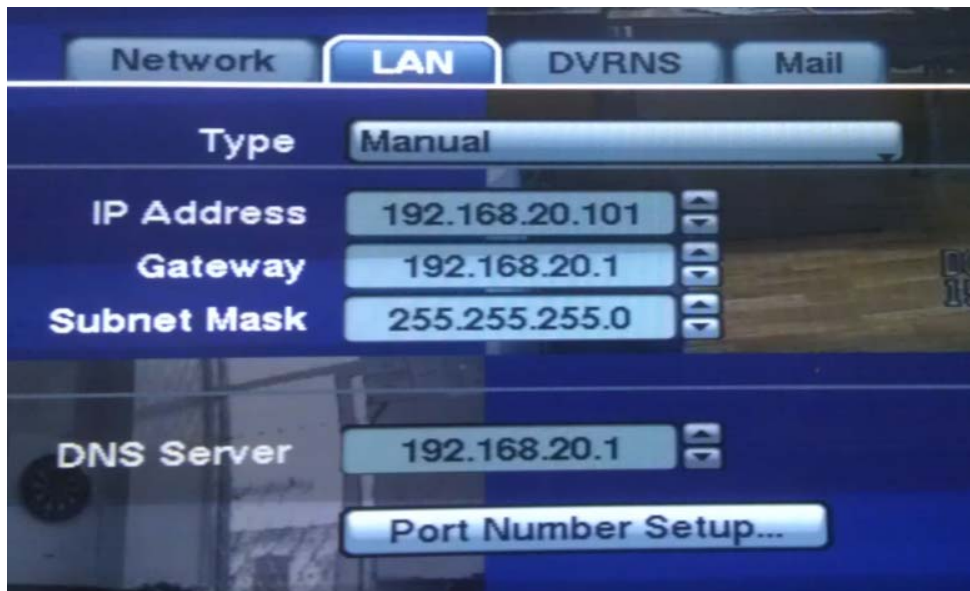 Network LAN DVRNS Mail
Type Manual
IP Address 192.168.20.101
Gateway 192.168.20.1
Subnet Mask 255.255.255.0
DNS Server 192.168.20.1
Port Number Setup...